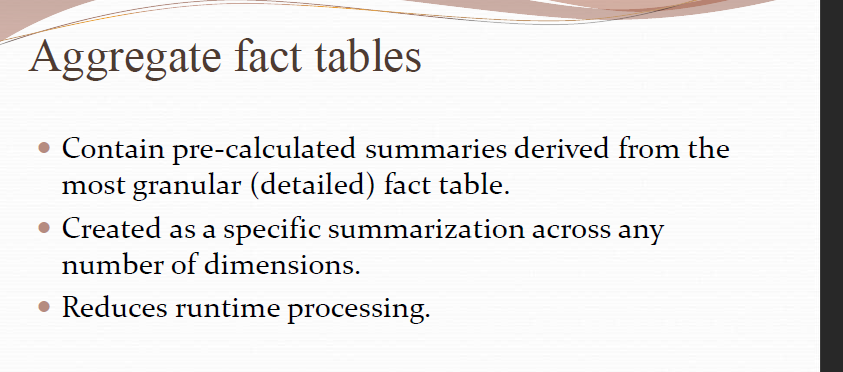 Aggregate fact tables
• Contain pre-calculated summaries derived from the
most granular (detailed) fact table.
• Created as a specific summarization across any
number of dimensions.
• Reduces runtime processing.